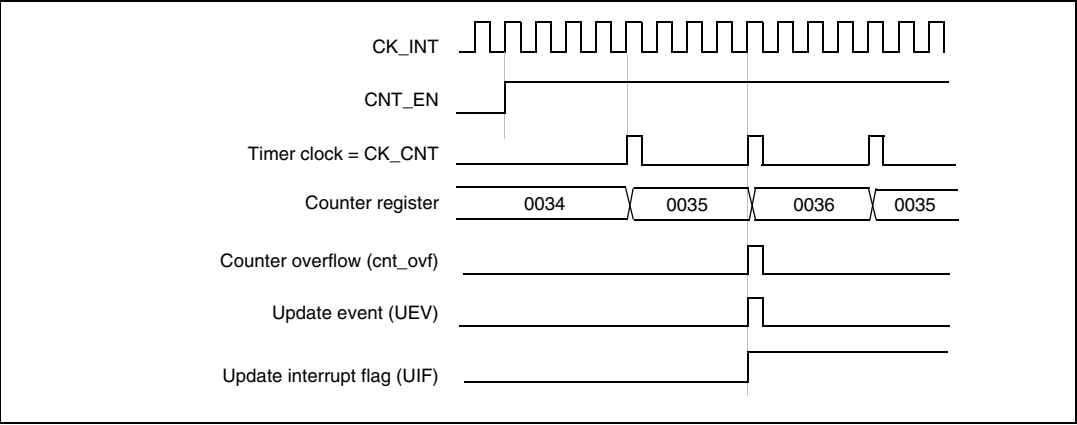 CK_INT
CNT_EN
Timer clock = CK_CNT
Counter register 0034 0035 0036 0035
Counter overflow (cnt_ovf)
Update event (UEV)
Update interrupt flag (UIF)